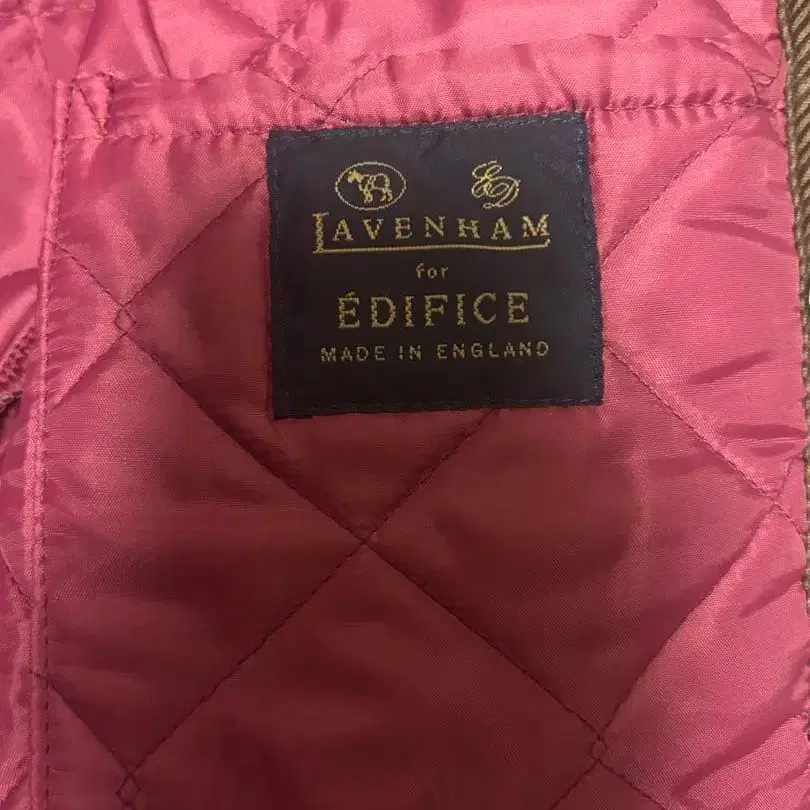 ED
LAVENHAM
for
ÉDIFICE
MADE IN ENGLAND